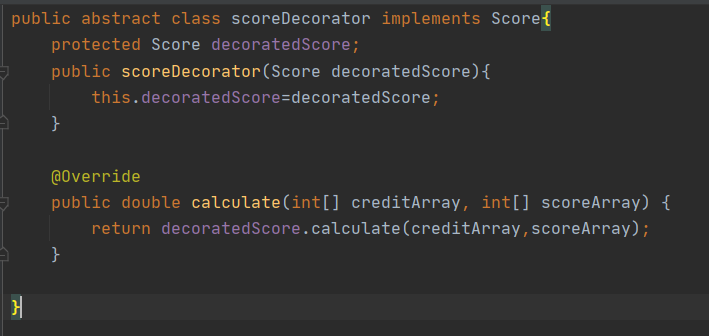 public abstract class scoreDecorator implements Score{
    protected Score decoratedScore;
    public scoreDecorator(Score decoratedScore){
        this.decoratedScore=decoratedScore;
    }

    @Override
    public double calculate(int[] creditArray, int[] scoreArray) {
        return decoratedScore.calculate(creditArray,scoreArray);
    }

}